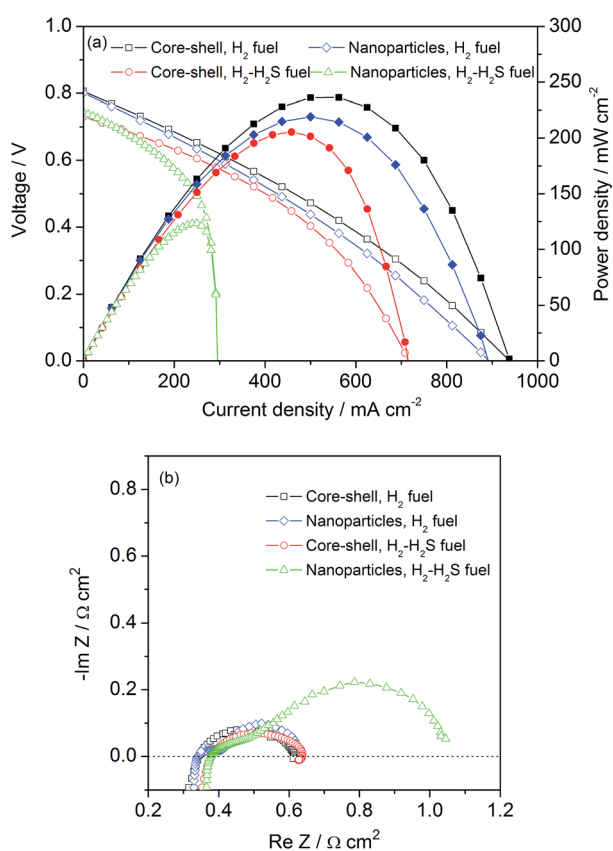 (a)
Core-shell, H₂ fuel
Nanoparticles, H₂ fuel
Core-shell, H₂-H₂S fuel
Nanoparticles, H₂-H₂S fuel
1.0
0.8
0.6
0.4
0.2
0.0
Voltage / V
300
250
200
150
100
50
0
Power density / mW cm⁻²
0 200 400 600 800 1000
Current density / mA cm⁻²
(b)
Core-shell, H₂ fuel
Nanoparticles, H₂ fuel
Core-shell, H₂-H₂S fuel
Nanoparticles, H₂-H₂S fuel
0.8
0.6
0.4
0.2
0.0
-Im Z / Ω cm²
0.2 0.4 0.6 0.8 1.0 1.2
Re Z / Ω cm²